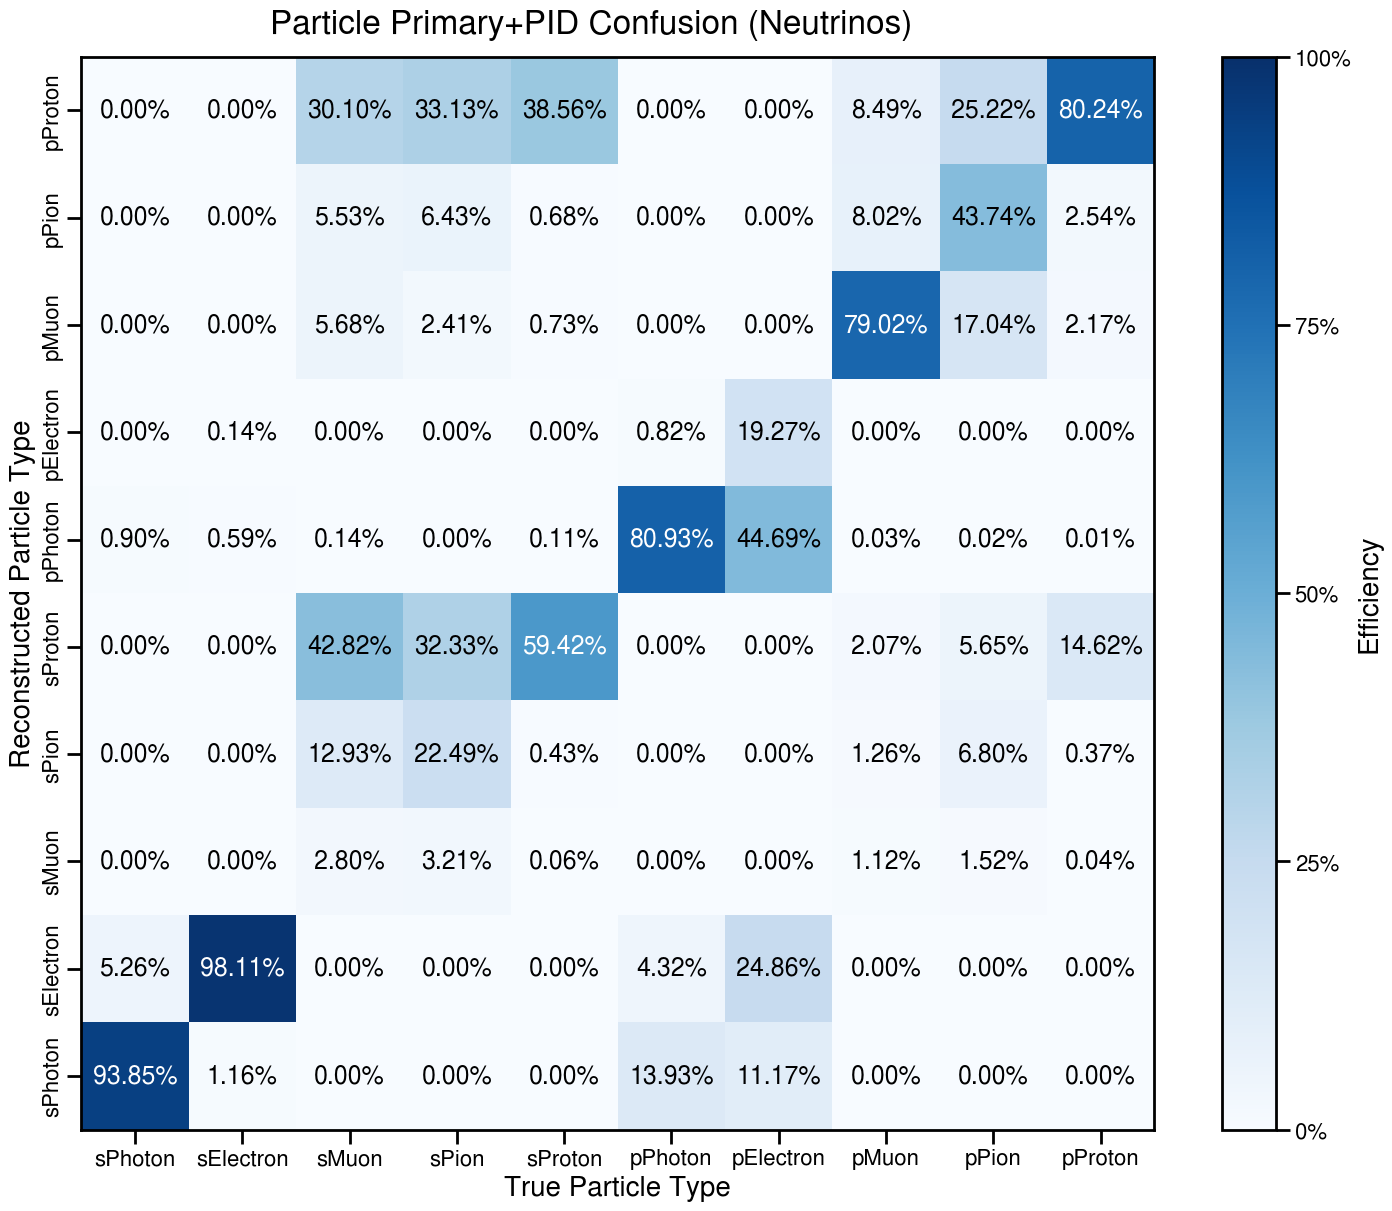 Particle Primary+PID Confusion (Neutrinos)
Reconstructed Particle Type
pProton 0.00% 0.00% 30.10% 33.13% 38.56% 0.00% 0.00% 8.49% 25.22% 80.24%
pPion 0.00% 0.00% 5.53% 6.43% 0.68% 0.00% 0.00% 8.02% 43.74% 2.54%
pMuon 0.00% 0.00% 5.68% 2.41% 0.73% 0.00% 0.00% 79.02% 17.04% 2.17%
pElectron 0.00% 0.14% 0.00% 0.00% 0.00% 0.82% 19.27% 0.00% 0.00% 0.00%
pPhoton 0.90% 0.59% 0.14% 0.00% 0.11% 80.93% 44.69% 0.03% 0.02% 0.01%
sProton 0.00% 0.00% 42.82% 32.33% 59.42% 0.00% 0.00% 2.07% 5.65% 14.62%
sPion 0.00% 0.00% 12.93% 22.49% 0.43% 0.00% 0.00% 1.26% 6.80% 0.37%
sMuon 0.00% 0.00% 2.80% 3.21% 0.06% 0.00% 0.00% 1.12% 1.52% 0.04%
sElectron 5.26% 98.11% 0.00% 0.00% 0.00% 4.32% 24.86% 0.00% 0.00% 0.00%
sPhoton 93.85% 1.16% 0.00% 0.00% 0.00% 13.93% 11.17% 0.00% 0.00% 0.00%
sPhoton sElectron sMuon sPion sProton pPhoton pElectron pMuon pPion pProton
True Particle Type
100%
75%
50%
25%
0%
Efficiency